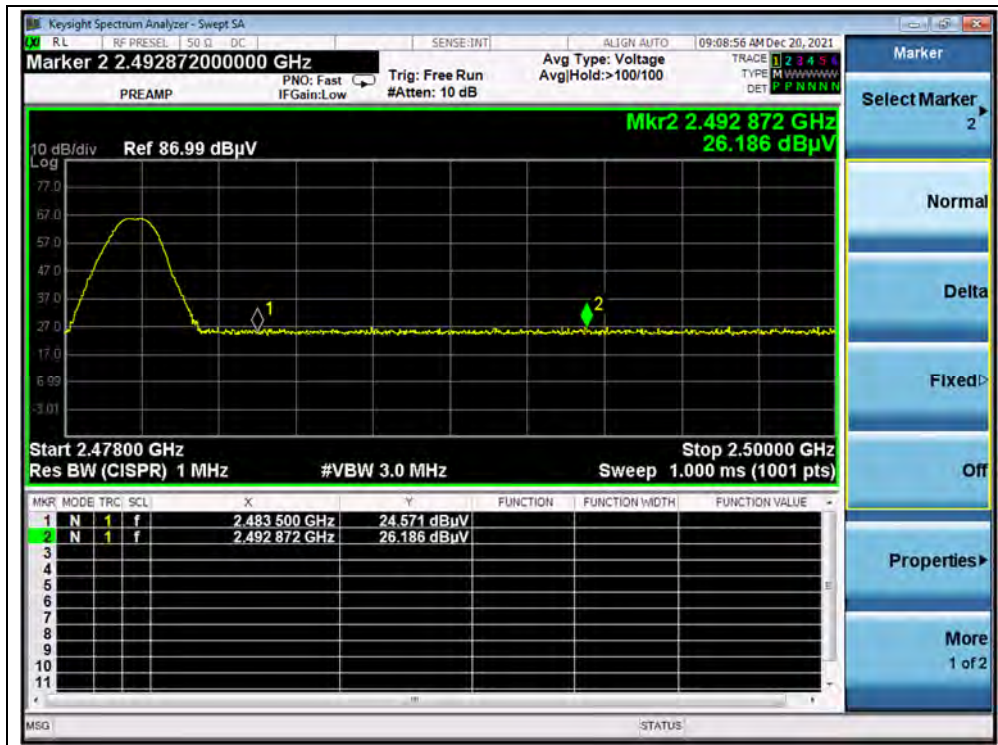 Keysight Spectrum Analyzer - Swept SA
LXI RL RF PRESEL 50 Ω DC SENSE:INT ALIGN AUTO 09:08:56 AM Dec 20, 2021
Marker 2 2.492872000000 GHz
PREAMP
PNO: Fast
IFGain:Low
Trig: Free Run
#Atten: 10 dB
Avg Type: Voltage
Avg|Hold:>100/100
TRACE 1 2 3 4 5 6
TYPE M WWWWW
DET P P N N N N
Mkr2 2.492 872 GHz
26.186 dBµV
10 dB/div Ref 86.99 dBµV
Log
77.0
67.0
57.0
47.0
37.0
27.0
17.0
6.99
-3.01
1
2
Start 2.47800 GHz Stop 2.50000 GHz
Res BW (CISPR) 1 MHz #VBW 3.0 MHz Sweep 1.000 ms (1001 pts)
MKR MODE TRC SCL X Y FUNCTION FUNCTION WIDTH FUNCTION VALUE
1 N 1 f 2.483 500 GHz 24.571 dBµV
2 N 1 f 2.492 872 GHz 26.186 dBµV
3
4
5
6
7
8
9
10
11
MSG STATUS
Marker
Select Marker
2
Normal
Delta
Fixed
Off
Properties
More
1 of 2